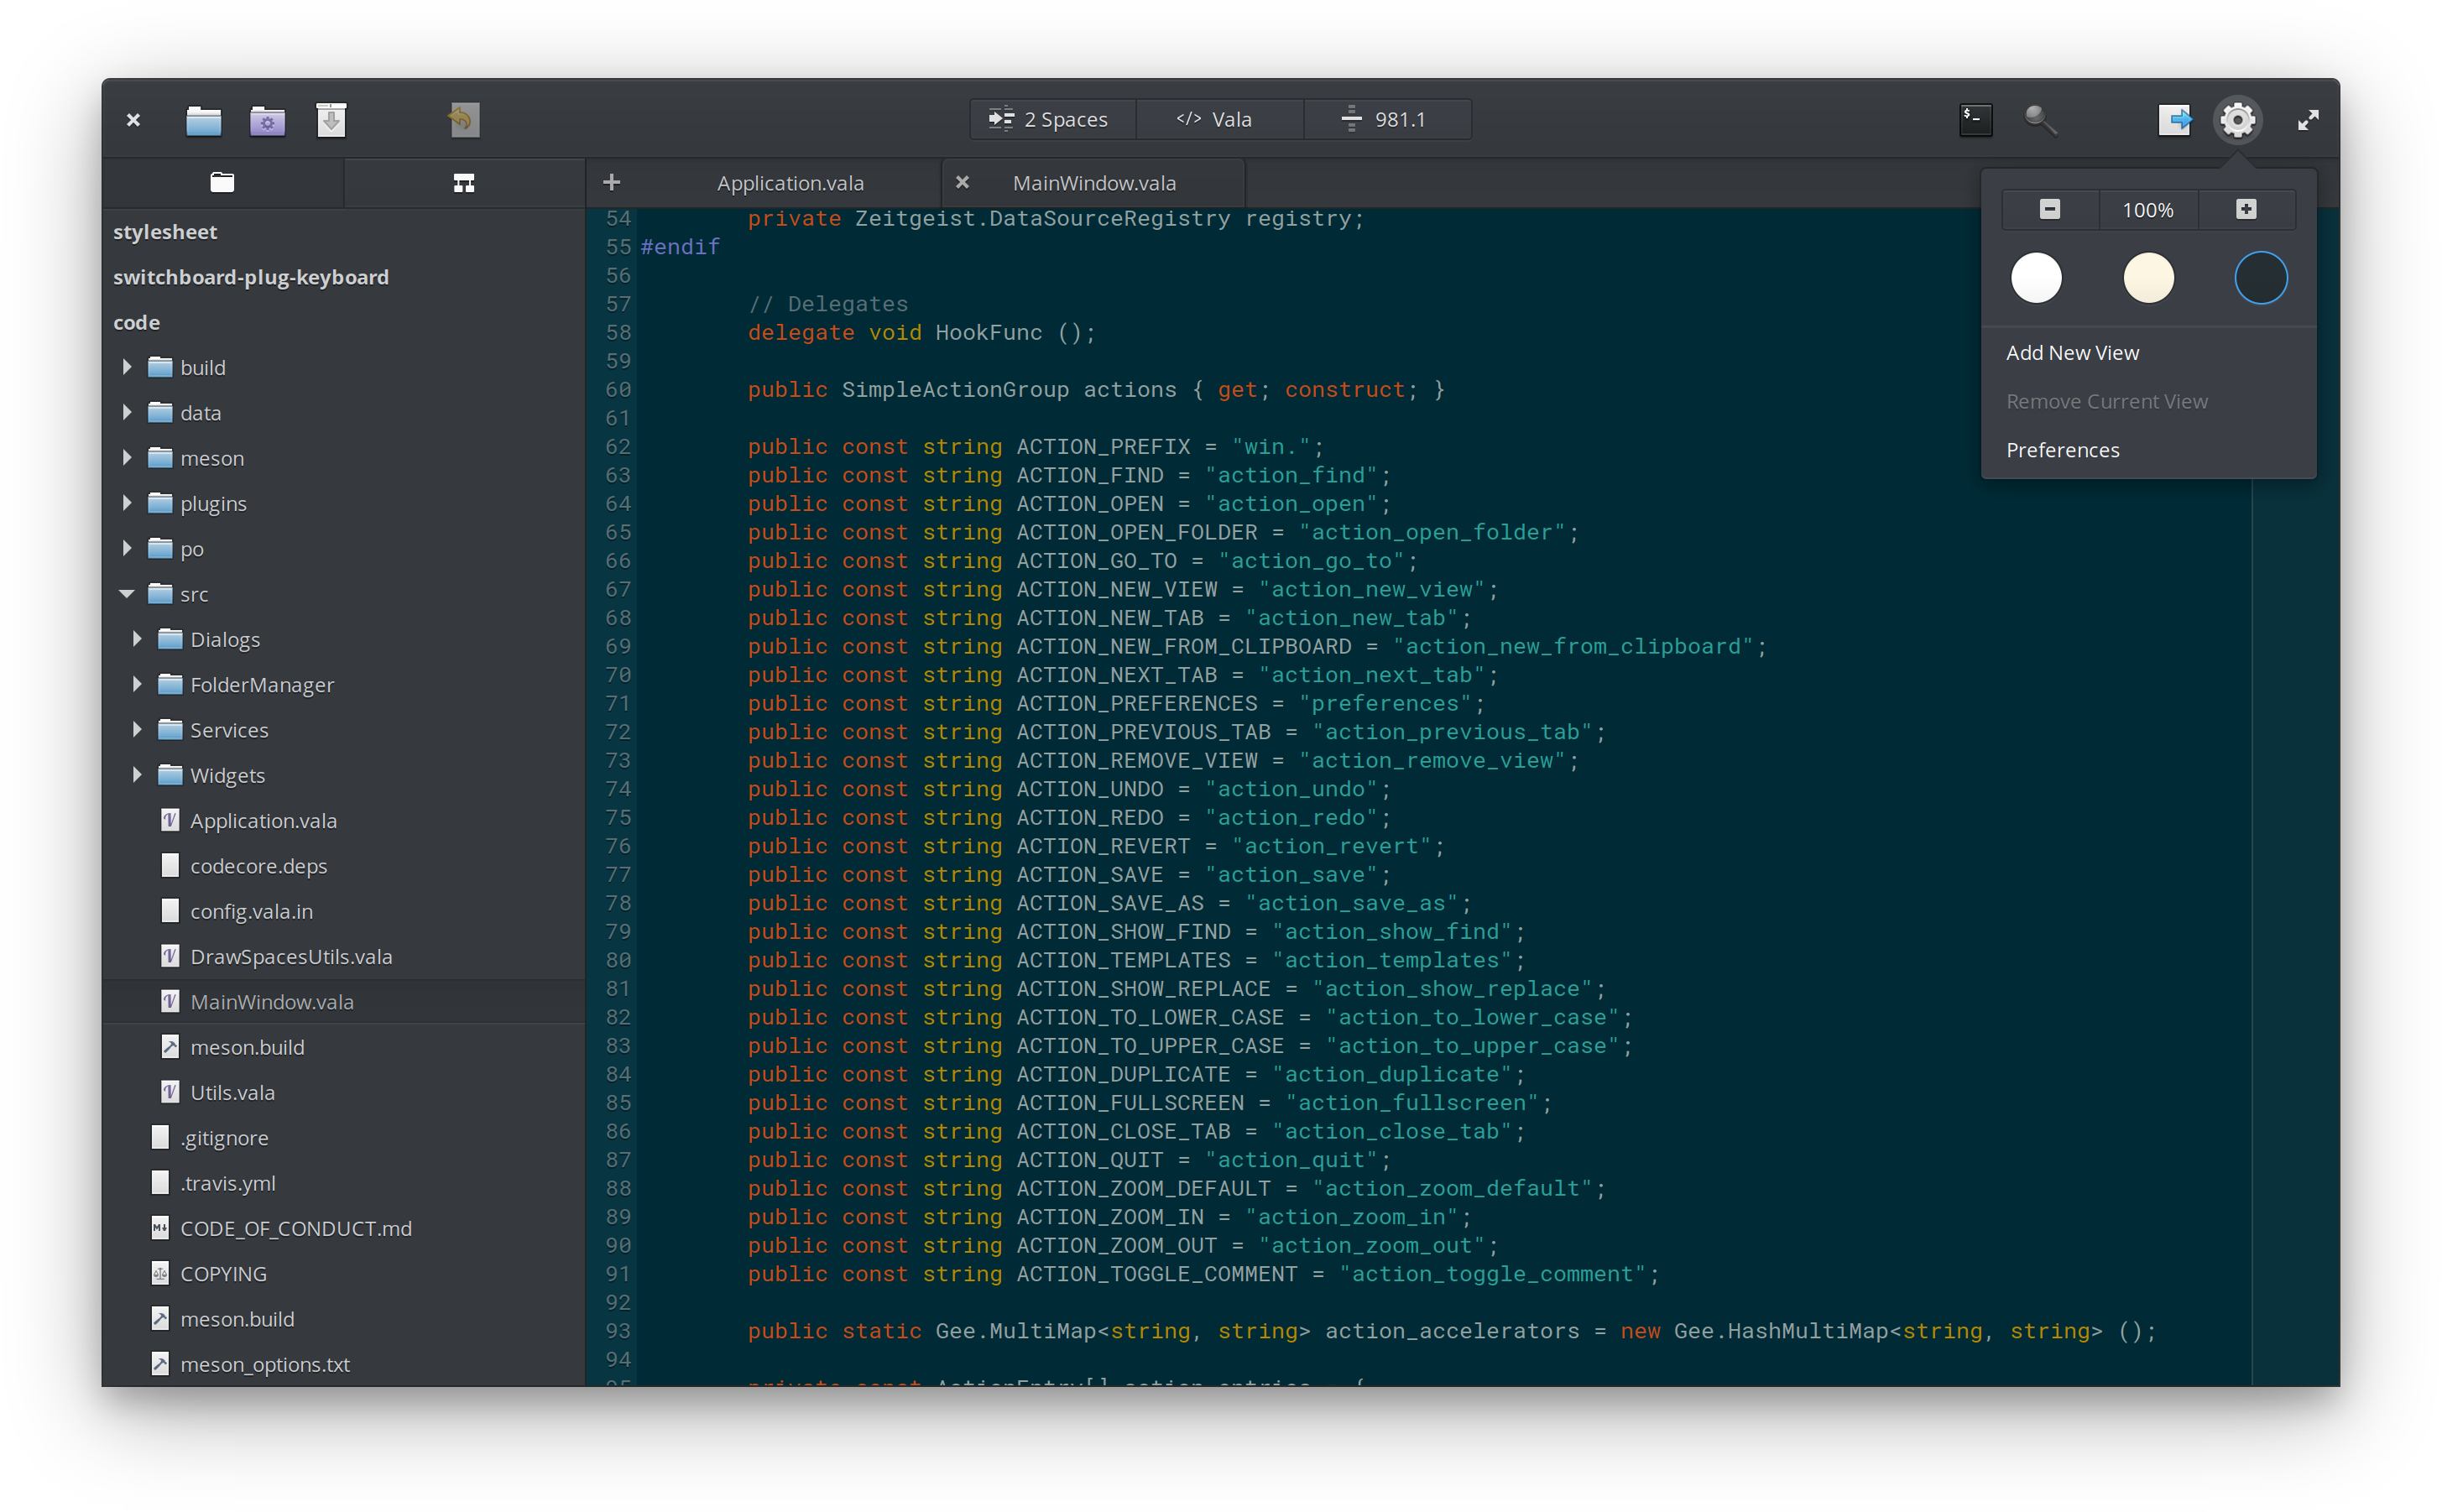 2 Spaces
</> Vala
981.1
$-
Application.vala
MainWindow.vala
100%
Add New View
Remove Current View
Preferences
stylesheet
switchboard-plug-keyboard
code
build
data
meson
plugins
po
src
Dialogs
FolderManager
Services
Widgets
Application.vala
codecore.deps
config.vala.in
DrawSpacesUtils.vala
MainWindow.vala
meson.build
Utils.vala
.gitignore
.travis.yml
CODE_OF_CONDUCT.md
COPYING
meson.build
meson_options.txt
54 private Zeitgeist.DataSourceRegistry registry;
55 #endif
56
57 // Delegates
58 delegate void HookFunc ();
59
60 public SimpleActionGroup actions { get; construct; }
61
62 public const string ACTION_PREFIX = "win.";
63 public const string ACTION_FIND = "action_find";
64 public const string ACTION_OPEN = "action_open";
65 public const string ACTION_OPEN_FOLDER = "action_open_folder";
66 public const string ACTION_GO_TO = "action_go_to";
67 public const string ACTION_NEW_VIEW = "action_new_view";
68 public const string ACTION_NEW_TAB = "action_new_tab";
69 public const string ACTION_NEW_FROM_CLIPBOARD = "action_new_from_clipboard";
70 public const string ACTION_NEXT_TAB = "action_next_tab";
71 public const string ACTION_PREFERENCES = "preferences";
72 public const string ACTION_PREVIOUS_TAB = "action_previous_tab";
73 public const string ACTION_REMOVE_VIEW = "action_remove_view";
74 public const string ACTION_UNDO = "action_undo";
75 public const string ACTION_REDO = "action_redo";
76 public const string ACTION_REVERT = "action_revert";
77 public const string ACTION_SAVE = "action_save";
78 public const string ACTION_SAVE_AS = "action_save_as";
79 public const string ACTION_SHOW_FIND = "action_show_find";
80 public const string ACTION_TEMPLATES = "action_templates";
81 public const string ACTION_SHOW_REPLACE = "action_show_replace";
82 public const string ACTION_TO_LOWER_CASE = "action_to_lower_case";
83 public const string ACTION_TO_UPPER_CASE = "action_to_upper_case";
84 public const string ACTION_DUPLICATE = "action_duplicate";
85 public const string ACTION_FULLSCREEN = "action_fullscreen";
86 public const string ACTION_CLOSE_TAB = "action_close_tab";
87 public const string ACTION_QUIT = "action_quit";
88 public const string ACTION_ZOOM_DEFAULT = "action_zoom_default";
89 public const string ACTION_ZOOM_IN = "action_zoom_in";
90 public const string ACTION_ZOOM_OUT = "action_zoom_out";
91 public const string ACTION_TOGGLE_COMMENT = "action_toggle_comment";
92
93 public static Gee.MultiMap<string, string> action_accelerators = new Gee.HashMultiMap<string, string> ();
94